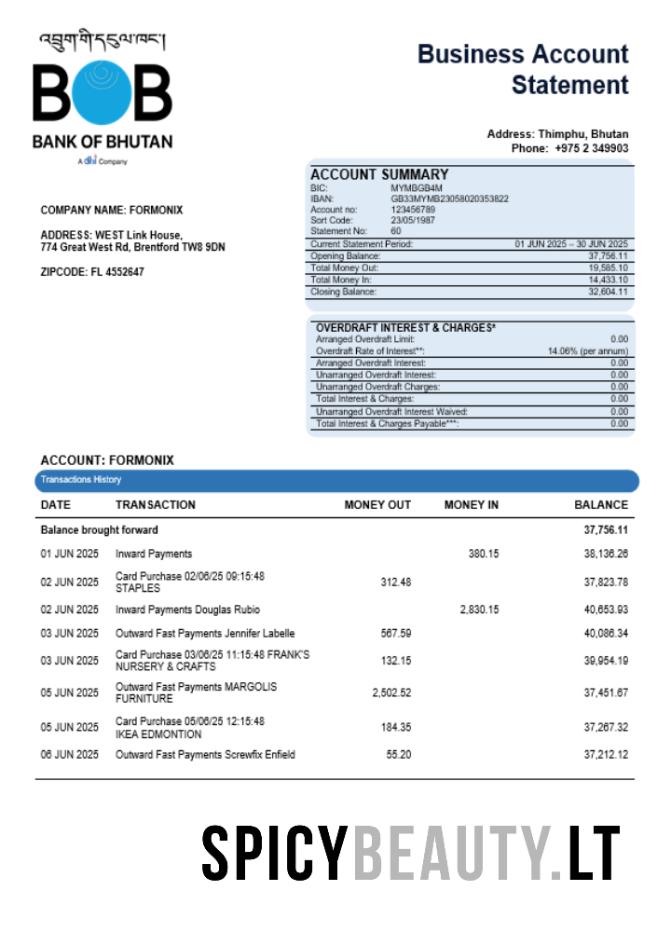 འབྲུག་གི་དངུལ་ཁང་།
BOB
BANK OF BHUTAN
A dhi Company
Business Account
Statement
Address: Thimphu, Bhutan
Phone: +975 2 349903
COMPANY NAME: FORMONIX
ADDRESS: WEST Link House,
774 Great West Rd, Brentford TW8 9DN
ZIPCODE: FL 4552647
ACCOUNT SUMMARY
BIC: MYMBGB4M
IBAN: GB33MYMB23058020353822
Account no: 123456789
Sort Code: 23/05/1987
Statement No: 60
Current Statement Period: 01 JUN 2025 – 30 JUN 2025
Opening Balance: 37,756.11
Total Money Out: 19,585.10
Total Money In: 14,433.10
Closing Balance: 32,604.11
OVERDRAFT INTEREST & CHARGES*
Arranged Overdraft Limit: 0.00
Overdraft Rate of Interest**: 14.06% (per annum)
Arranged Overdraft Interest: 0.00
Unarranged Overdraft Interest: 0.00
Unarranged Overdraft Charges: 0.00
Total Interest & Charges: 0.00
Unarranged Overdraft Interest Waived: 0.00
Total Interest & Charges Payable***: 0.00
ACCOUNT: FORMONIX
Transactions History
DATE TRANSACTION MONEY OUT MONEY IN BALANCE
Balance brought forward 37,756.11
01 JUN 2025 Inward Payments 380.15 38,136.26
02 JUN 2025 Card Purchase 02/06/25 09:15:48 312.48 37,823.78
STAPLES
02 JUN 2025 Inward Payments Douglas Rubio 2,830.15 40,653.93
03 JUN 2025 Outward Fast Payments Jennifer Labelle 567.59 40,086.34
03 JUN 2025 Card Purchase 03/06/25 11:15:48 FRANK'S 132.15 39,954.19
NURSERY & CRAFTS
05 JUN 2025 Outward Fast Payments MARGOLIS 2,502.52 37,451.67
FURNITURE
05 JUN 2025 Card Purchase 05/06/25 12:15:48 184.35 37,267.32
IKEA EDMONTION
06 JUN 2025 Outward Fast Payments Screwfix Enfield 55.20 37,212.12
SPICYBEAUTY.LT